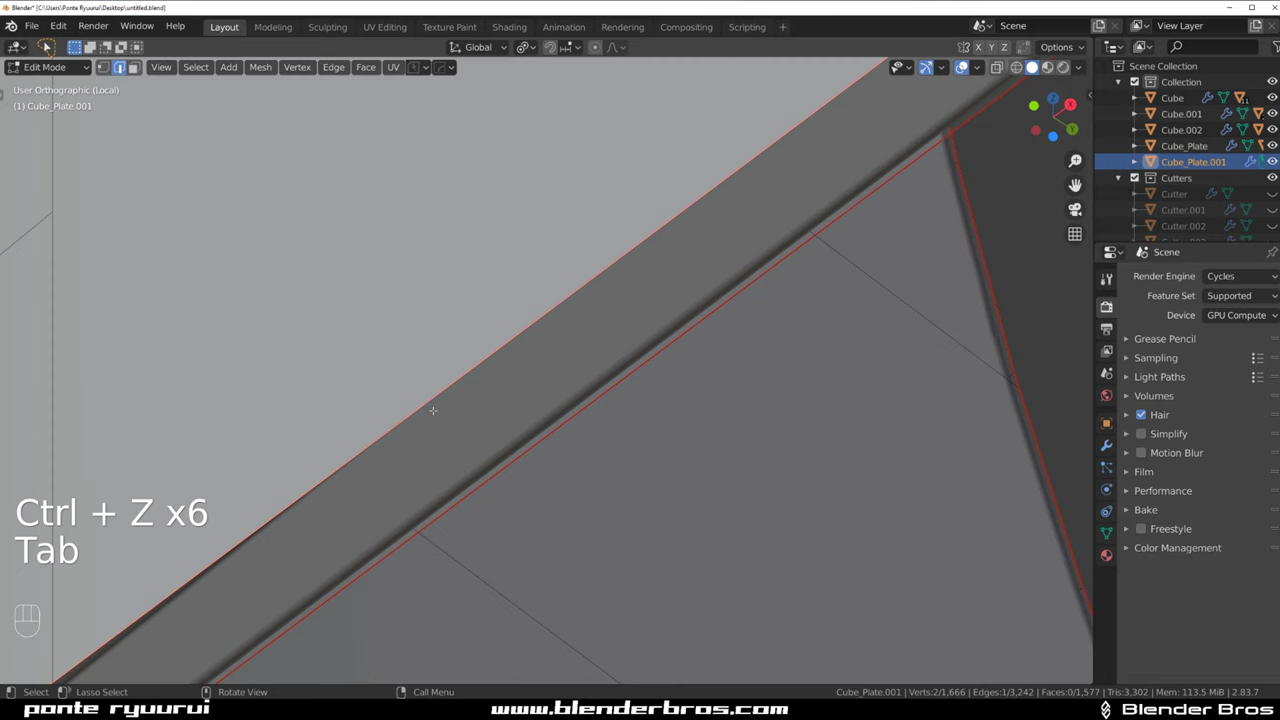 Blender* [C:\Users\Ponte Ryuurui\Desktop\untitled.blend]
File Edit Render Window Help Layout Modeling Sculpting UV Editing Texture Paint Shading Animation Rendering Compositing Scripting + Scene View Layer
Global X Y Z Options
Edit Mode View Select Add Mesh Vertex Edge Face UV
User Orthographic (Local)
(1) Cube_Plate.001
Z
X
Y
Scene Collection
Collection
Cube
Cube.001
Cube.002
Cube_Plate
Cube_Plate.001
Cutters
Cutter
Cutter.001
Cutter.002
Scene
Render Engine Cycles
Feature Set Supported
Device GPU Compute
Grease Pencil
Sampling
Light Paths
Volumes
Hair
Simplify
Motion Blur
Film
Performance
Bake
Freestyle
Color Management
Ctrl + Z x6
Tab
Select Lasso Select Rotate View Call Menu Cube_Plate.001 | Verts:2/1,666 | Edges:1/3,242 | Faces:0/1,577 | Tris:3,302 | Mem: 113.5 MiB | 2.83.7
ponte ryuurui www.blenderbros.com Blender Bros